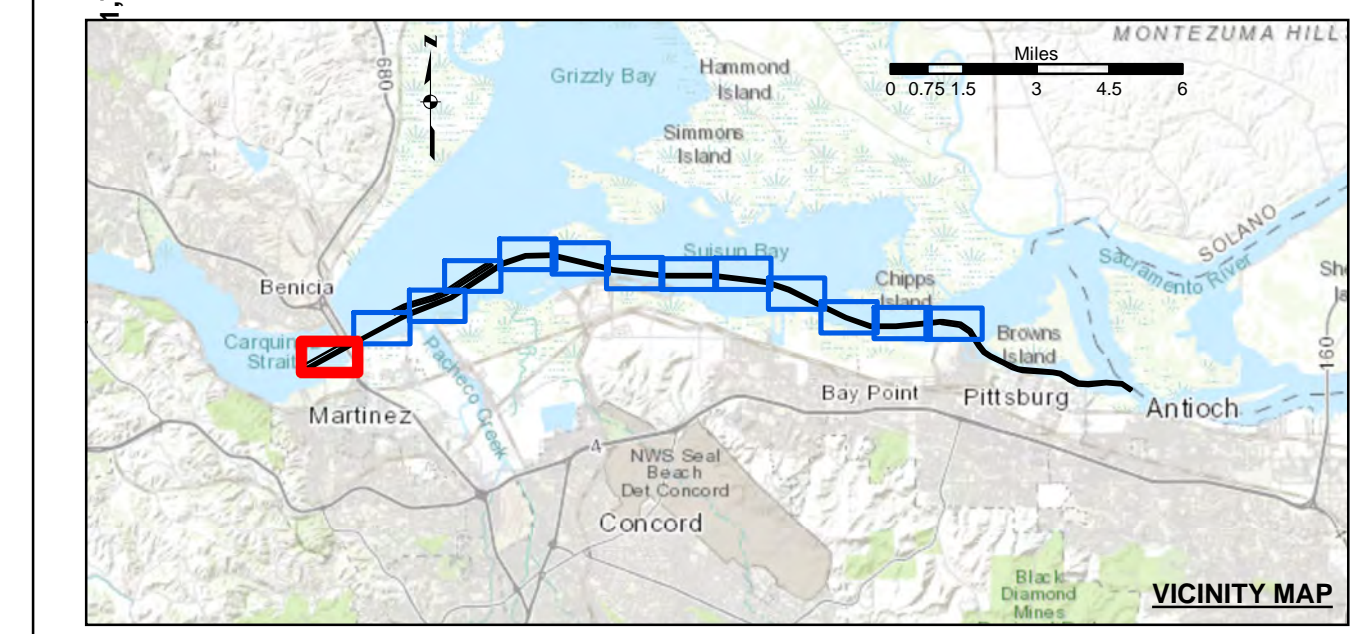 MONTEZUMA HILL
Miles
0 0.75 1.5 3 4.5 6
N
680
Grizzly Bay
Hammond
Island
Simmons
Island
SOLANO
Sacramento River
Suisun Bay
Chipps
Island
Benicia
Carquin
Strait
Browns
Island
160
Pacheco Creek
Bay Point
Pittsburg
Antioch
Martinez
4
NWS Seal
Beach
Det Concord
Concord
Black
Diamond
Mines
VICINITY MAP